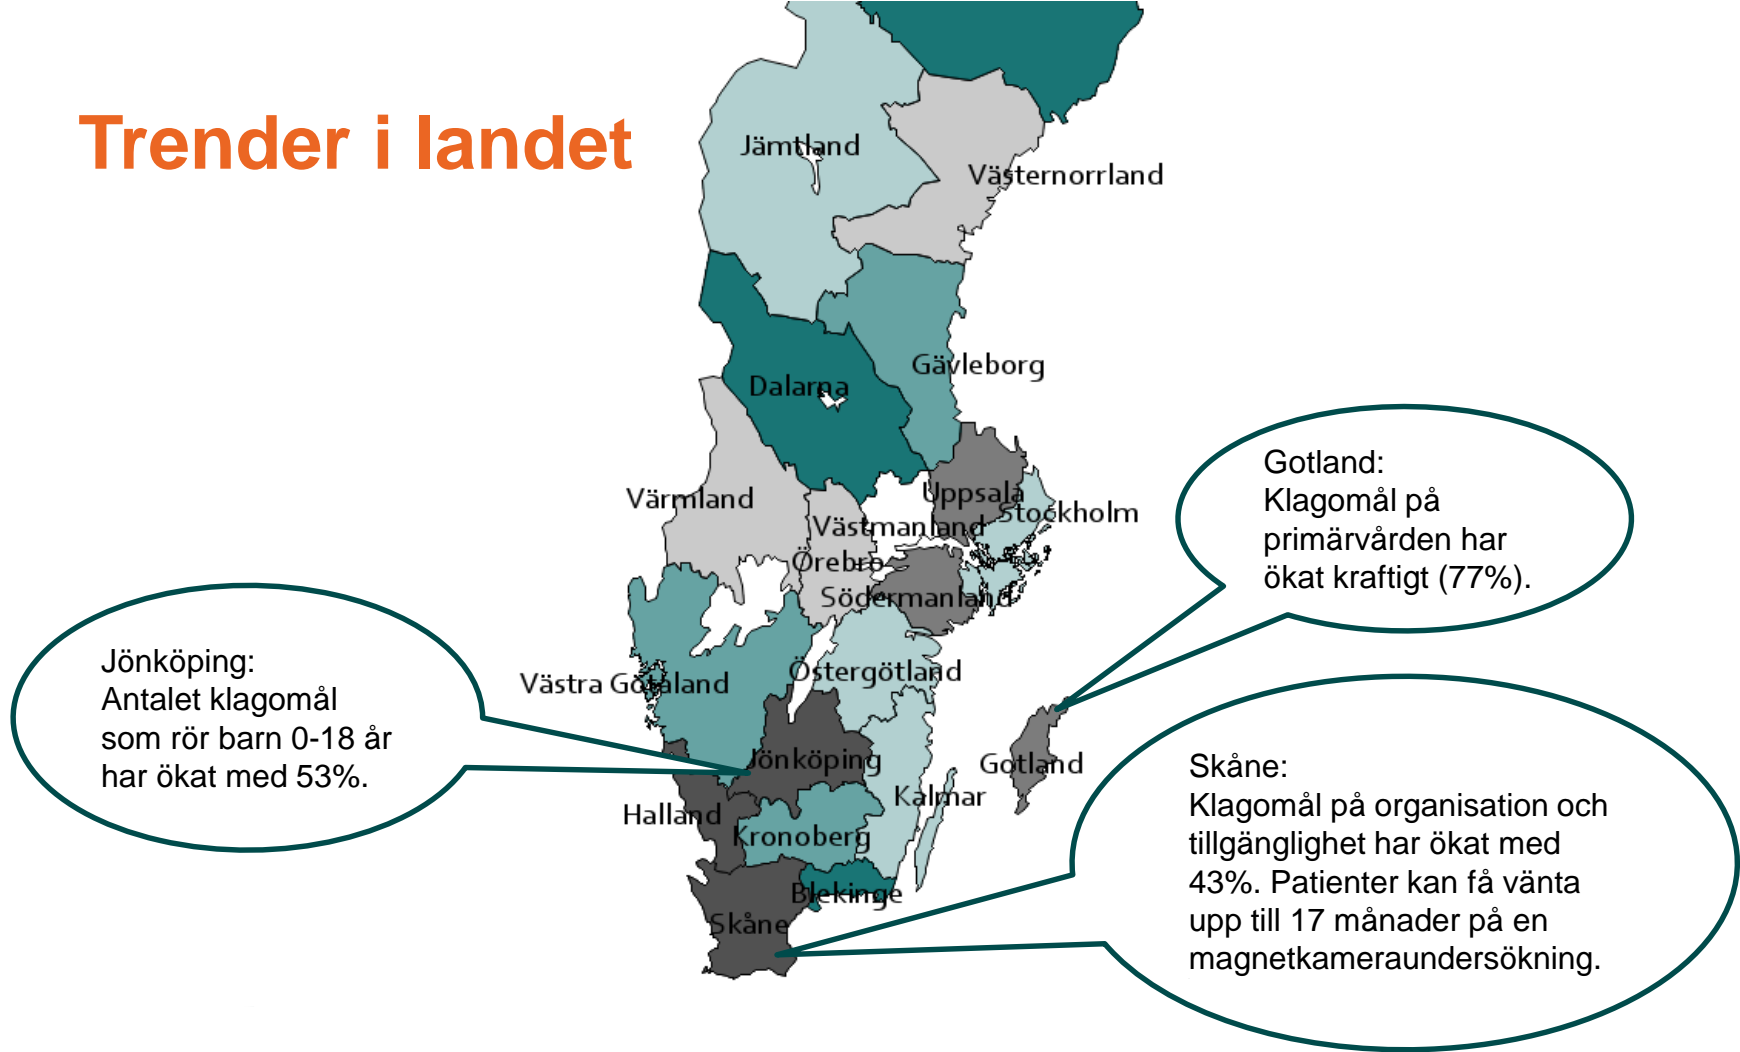 Trender i landet
Jämtland
Västernorrland
Gävleborg
Dalarna
Värmland
Uppsala
Stockholm
Västmanland
Örebro
Södermanland
Östergötland
Västra Götaland
Jönköping
Gotland
Kalmar
Halland
Kronoberg
Blekinge
Skåne
Gotland:
Klagomål på
primärvården har
ökat kraftigt (77%).
Jönköping:
Antalet klagomål
som rör barn 0-18 år
har ökat med 53%.
Skåne:
Klagomål på organisation och
tillgänglighet har ökat med
43%. Patienter kan få vänta
upp till 17 månader på en
magnetkameraundersökning.